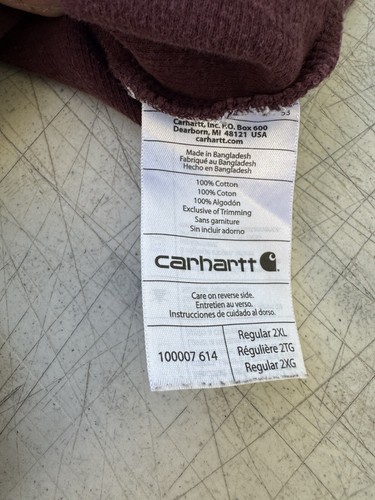 53
Carhartt, Inc. P.O. Box 600
Dearborn, MI 48121 USA
carhartt.com
Made in Bangladesh
Fabriqué au Bangladesh
Hecho en Bangladesh
100% Cotton
100% Coton
100% Algodón
Exclusive of Trimming
Sans garniture
Sin incluir adorno
carhartt
Care on reverse side.
Entretien au verso.
Instrucciones de cuidado al dorso.
100007 614
Regular 2XL
Régulière 2TG
Regular 2XG